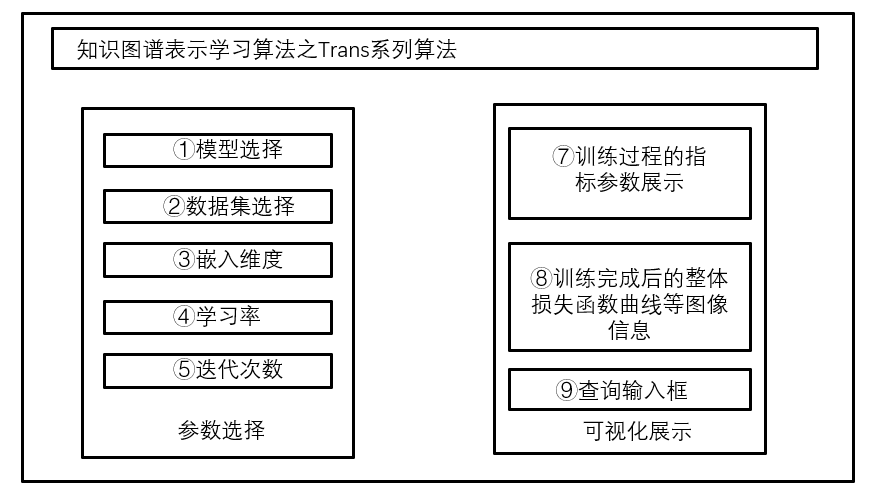 知识图谱表示学习算法之Trans系列算法
①模型选择
②数据集选择
③嵌入维度
④学习率
⑤迭代次数
参数选择
⑦训练过程的指
标参数展示
⑧训练完成后的整体
损失函数曲线等图像
信息
⑨查询输入框
可视化展示